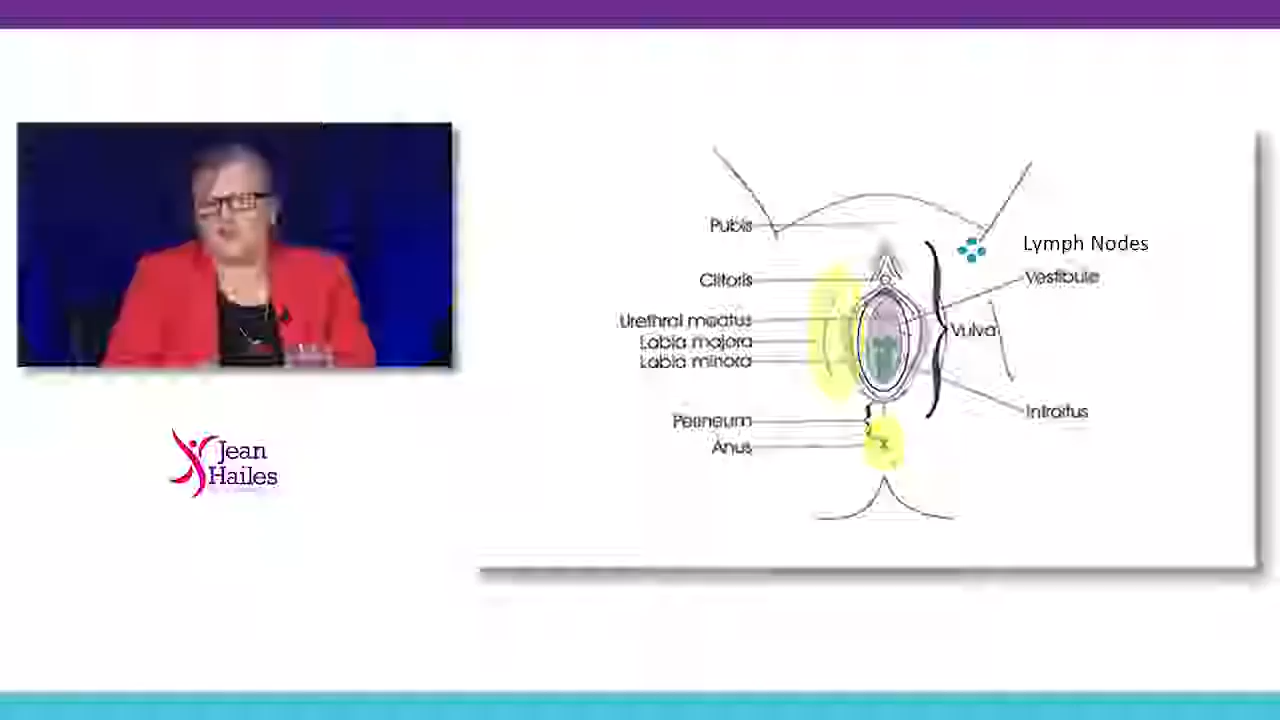 Pubis
Lymph Nodes
Clitoris
Vestibule
Urethral meatus
Labia majora
Vulva
Labia minora
Introitus
Perineum
Anus
Jean
Hailes